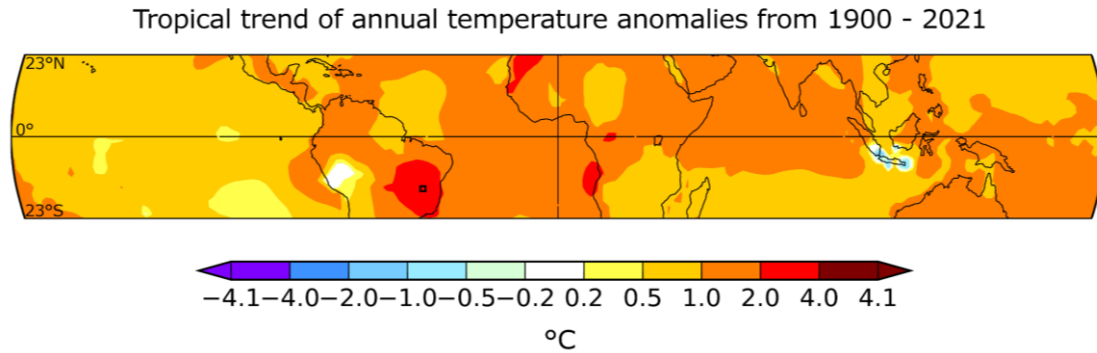 Tropical trend of annual temperature anomalies from 1900 - 2021
23°N
0°
23°S
−4.1 −4.0 −2.0 −1.0 −0.5 −0.2 0.2 0.5 1.0 2.0 4.0 4.1
°C